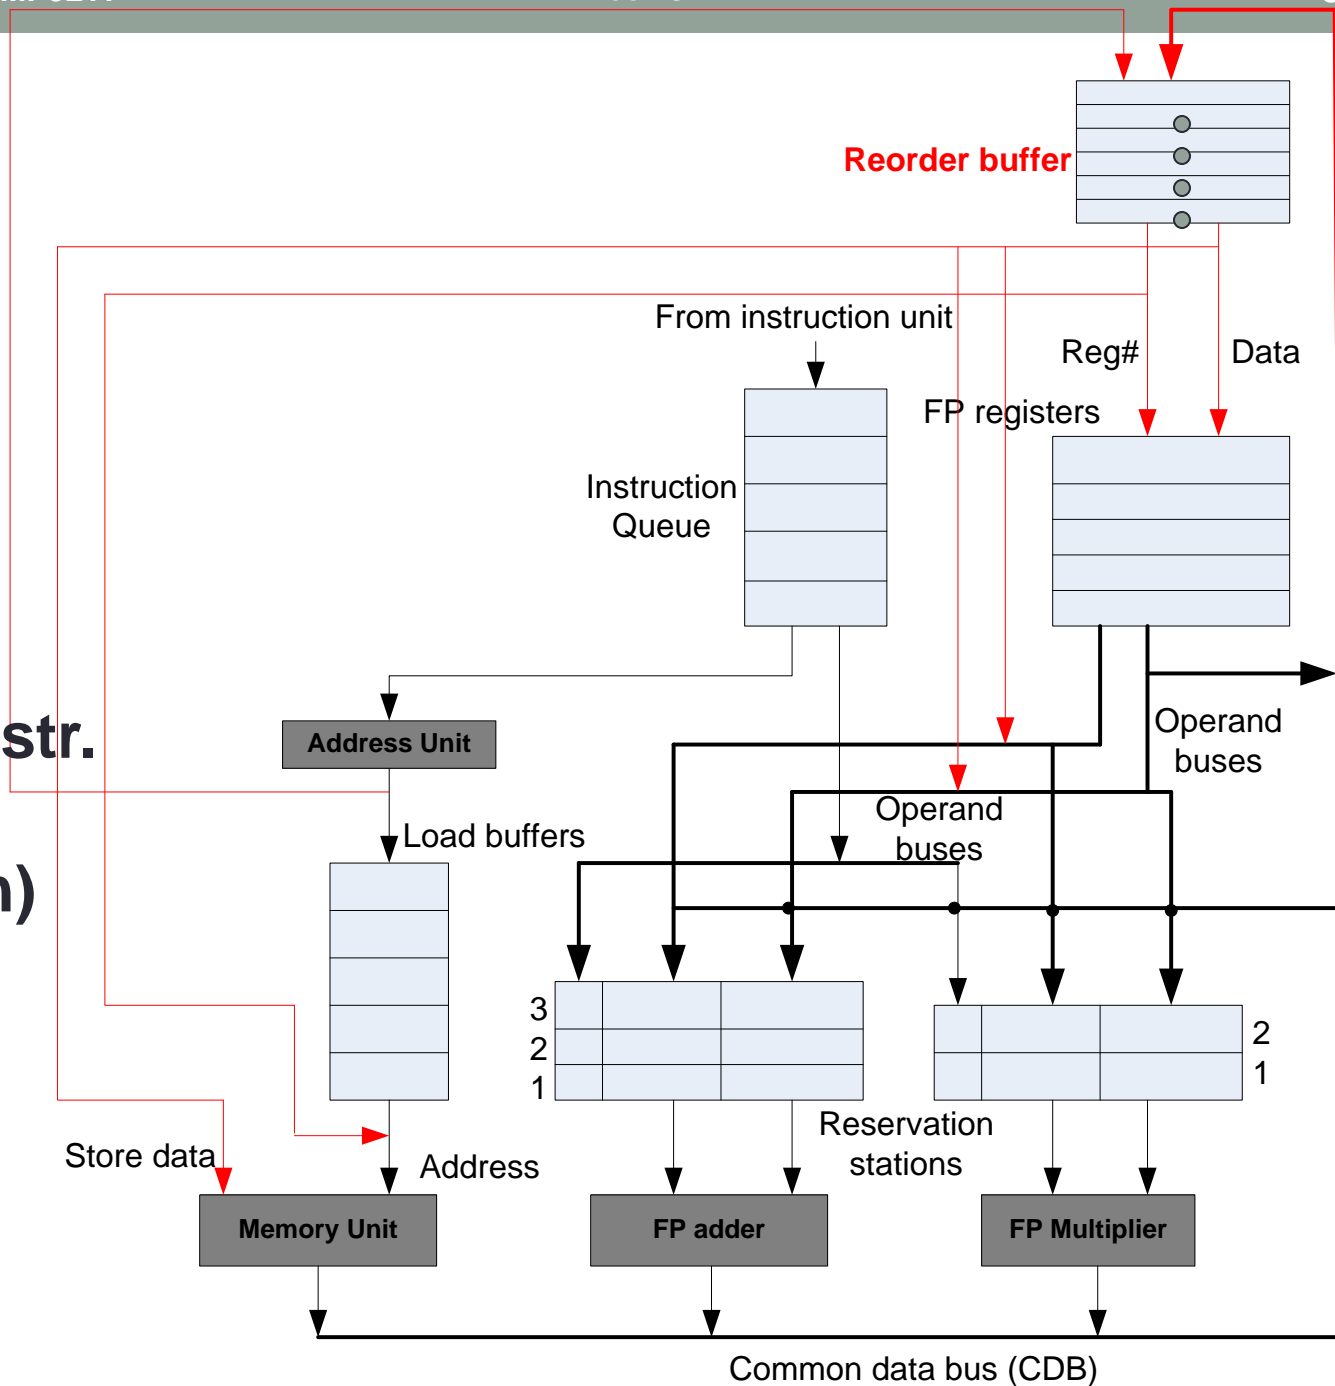 Reorder buffer
From instruction unit
Reg#
Data
FP registers
Instruction
Queue
str.
Address Unit
Operand
buses
Load buffers
Operand
buses
n)
3
2
1
2
1
Reservation
stations
Store data
Address
Memory Unit
FP adder
FP Multiplier
Common data bus (CDB)